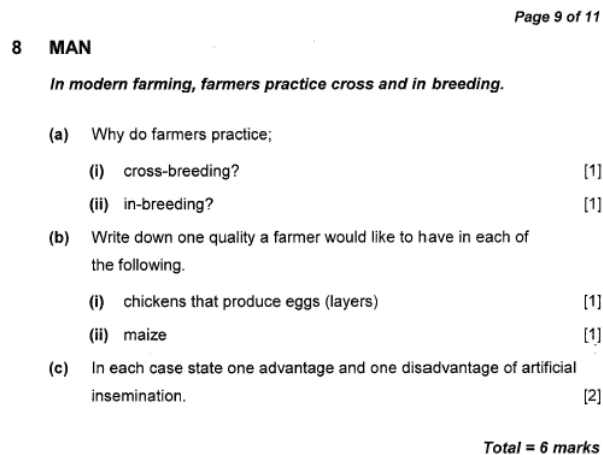 Page 9 of 11
8 MAN
In modern farming, farmers practice cross and in breeding.
(a) Why do farmers practice;
(i) cross-breeding? [1]
(ii) in-breeding? [1]
(b) Write down one quality a farmer would like to have in each of
the following.
(i) chickens that produce eggs (layers) [1]
(ii) maize [1]
(c) In each case state one advantage and one disadvantage of artificial
insemination. [2]
Total = 6 marks